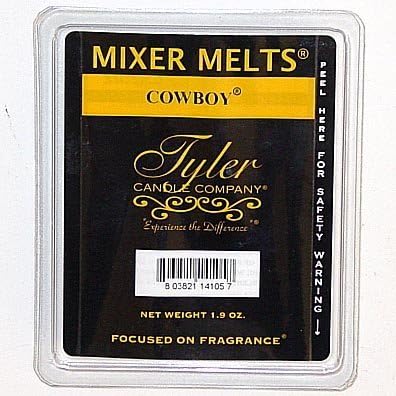 MIXER MELTS®
COWBOY®
Tyler
CANDLE COMPANY®
"Experience the Difference"®
8 03821 14105 7
NET WEIGHT 1.9 OZ.
FOCUSED ON FRAGRANCE®
PEEL HERE FOR SAFETY WARNING